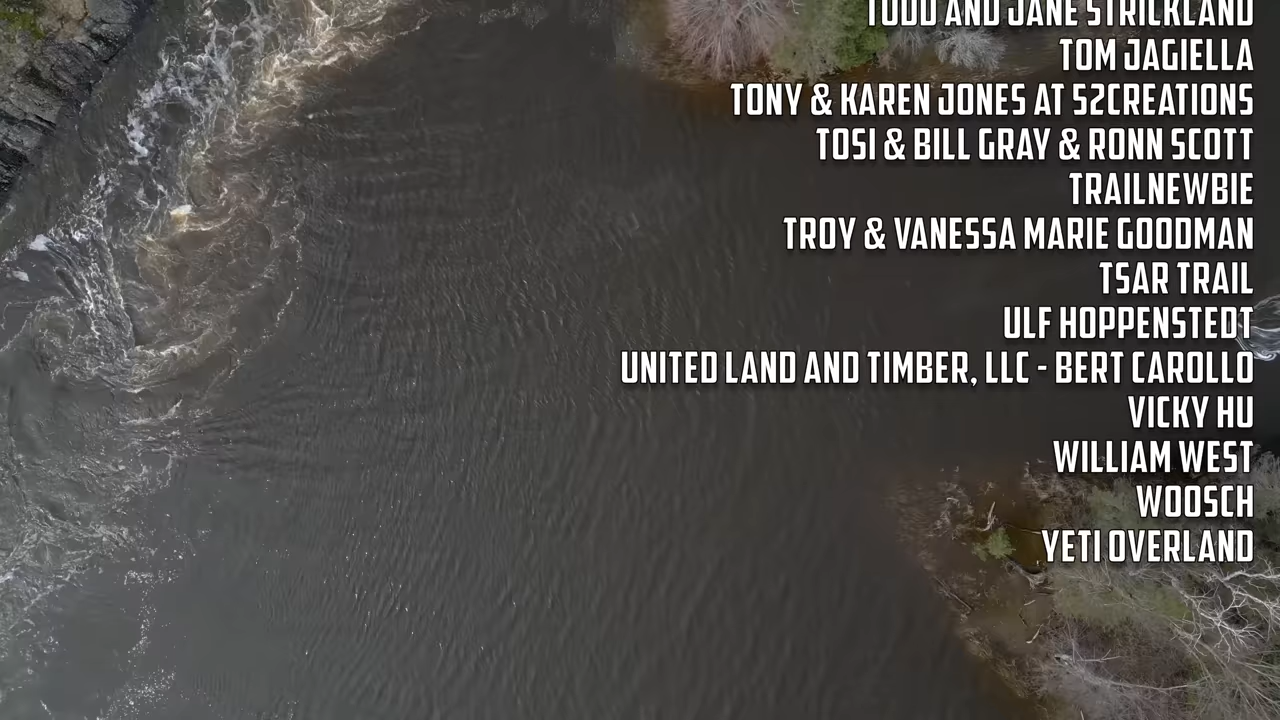 TODD AND JANE STRICKLAND
TOM JAGIELLA
TONY & KAREN JONES AT 52CREATIONS
TOSI & BILL GRAY & RONN SCOTT
TRAILNEWBIE
TROY & VANESSA MARIE GOODMAN
TSAR TRAIL
ULF HOPPENSTEDT
UNITED LAND AND TIMBER, LLC - BERT CAROLLO
VICKY HU
WILLIAM WEST
WOOSCH
YETI OVERLAND